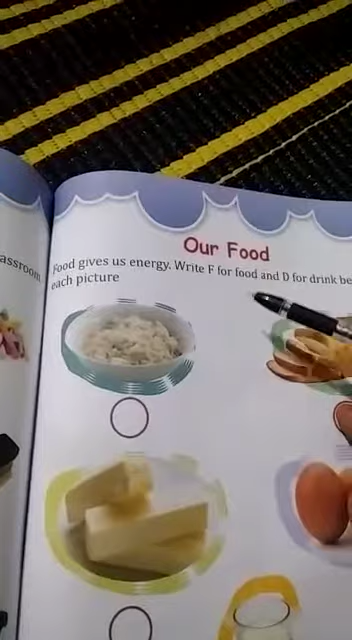 assroom
Our Food
Food gives us energy. Write F for food and D for drink be
each picture